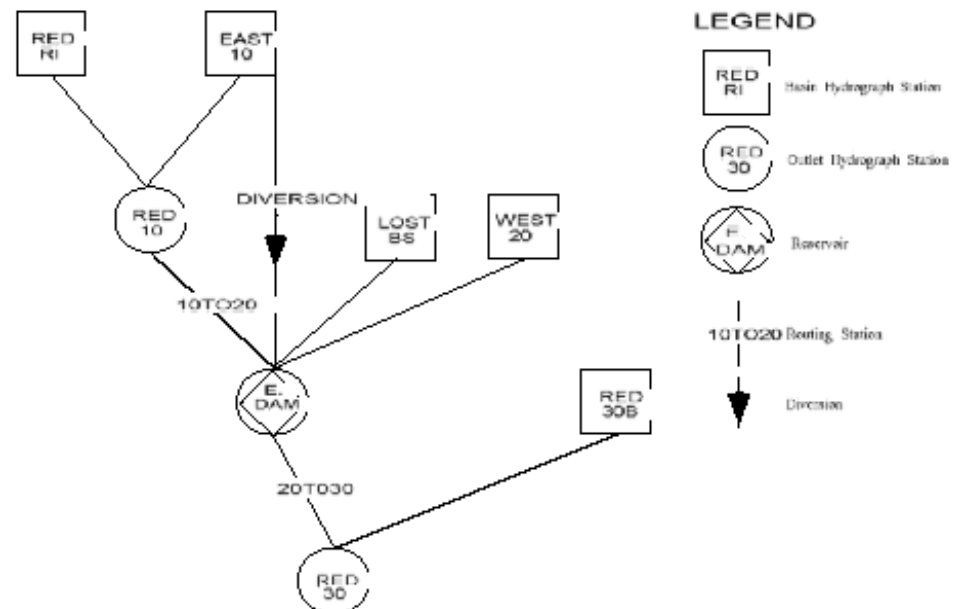 RED
RI
EAST
10
RED
10
DIVERSION
LOST
BS
WEST
20
10TO20
E.
DAM
RED
30B
20TO30
RED
30
LEGEND
RED
RI
Basin Hydrograph Station
RED
30
Outlet Hydrograph Station
E.
DAM
Reservoir
10TO20 Routing Station
Diversion